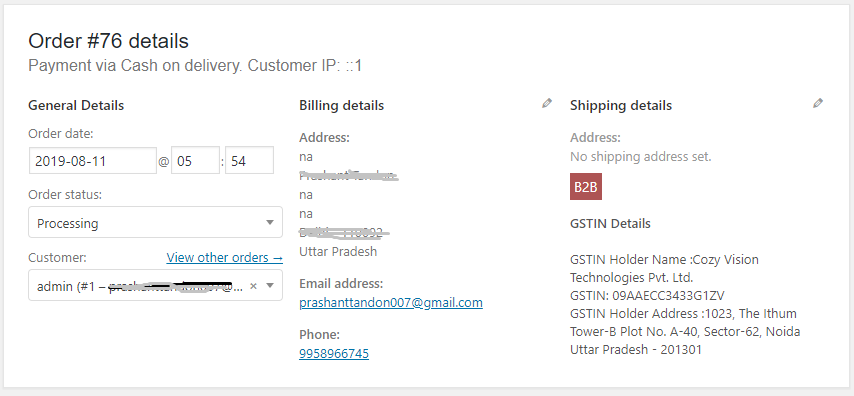 Order #76 details
Payment via Cash on delivery. Customer IP: ::1
General Details
Order date:
2019-08-11 @ 05 : 54
Order status:
Processing
Customer: View other orders →
admin (#1 – ... ×
Billing details
Address:
na
na
na
Uttar Pradesh
Email address:
prashanttandon007@gmail.com
Phone:
9958966745
Shipping details
Address:
No shipping address set.
B2B
GSTIN Details
GSTIN Holder Name :Cozy Vision
Technologies Pvt. Ltd.
GSTIN: 09AAECC3433G1ZV
GSTIN Holder Address :1023, The Ithum
Tower-B Plot No. A-40, Sector-62, Noida
Uttar Pradesh - 201301